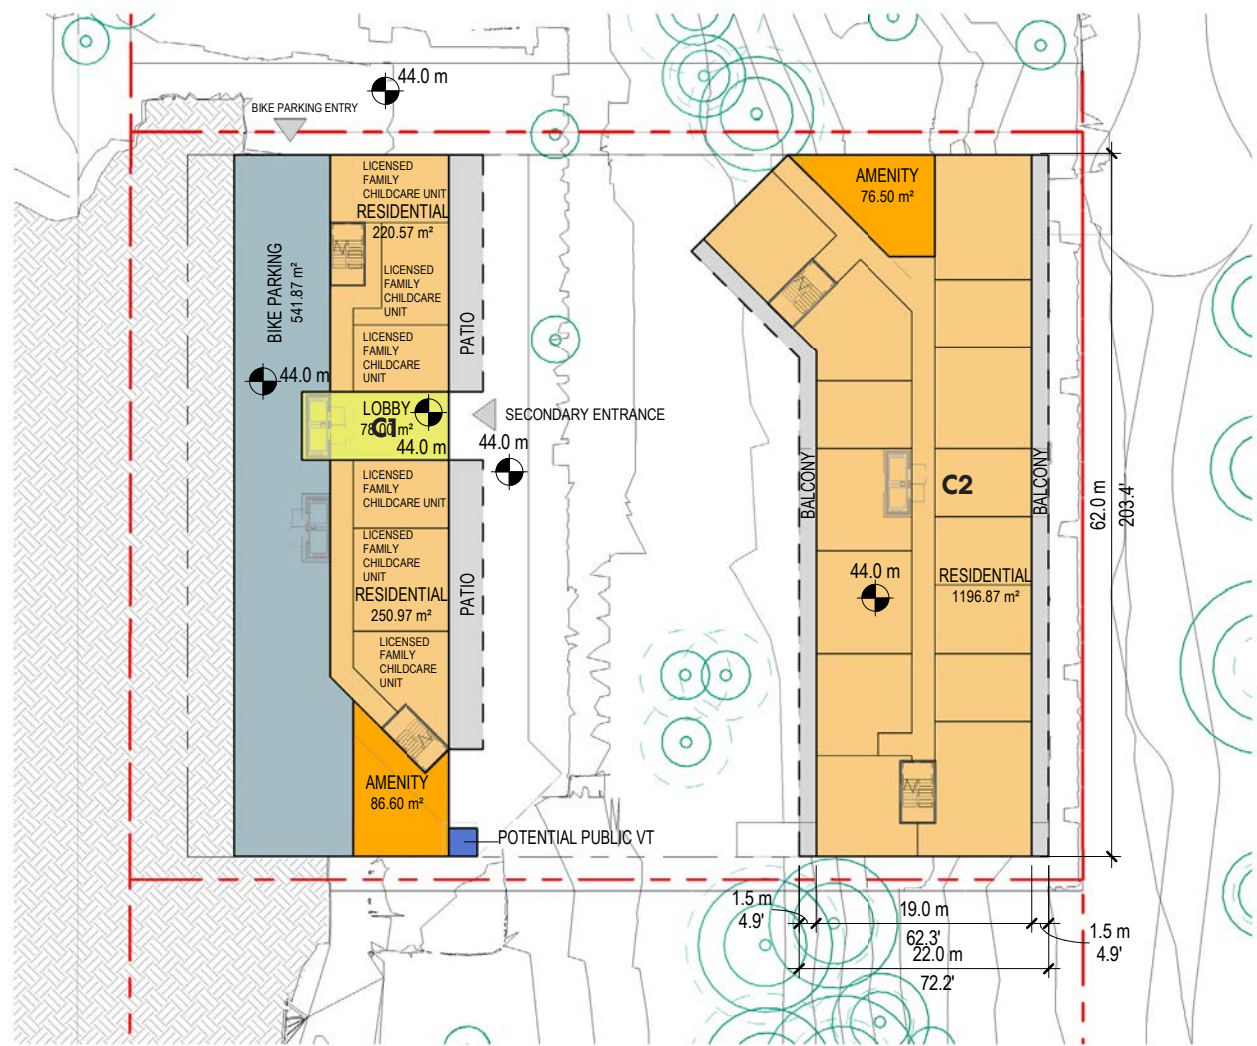 44.0 m
BIKE PARKING ENTRY
LICENSED
FAMILY
CHILDCARE UNIT
RESIDENTIAL
220.57 m²
LICENSED
FAMILY
CHILDCARE
UNIT
LICENSED
FAMILY
CHILDCARE
UNIT
BIKE PARKING
541.87 m²
PATIO
44.0 m
LOBBY
78.00 m²
C1
44.0 m
SECONDARY ENTRANCE
44.0 m
LICENSED
FAMILY
CHILDCARE UNIT
LICENSED
FAMILY
CHILDCARE
UNIT
RESIDENTIAL
250.97 m²
PATIO
LICENSED
FAMILY
CHILDCARE
UNIT
AMENITY
86.60 m²
POTENTIAL PUBLIC VT
AMENITY
76.50 m²
BALCONY
C2
BALCONY
44.0 m
RESIDENTIAL
1196.87 m²
62.0 m
203.4'
1.5 m
4.9'
19.0 m
62.3'
22.0 m
72.2'
1.5 m
4.9'